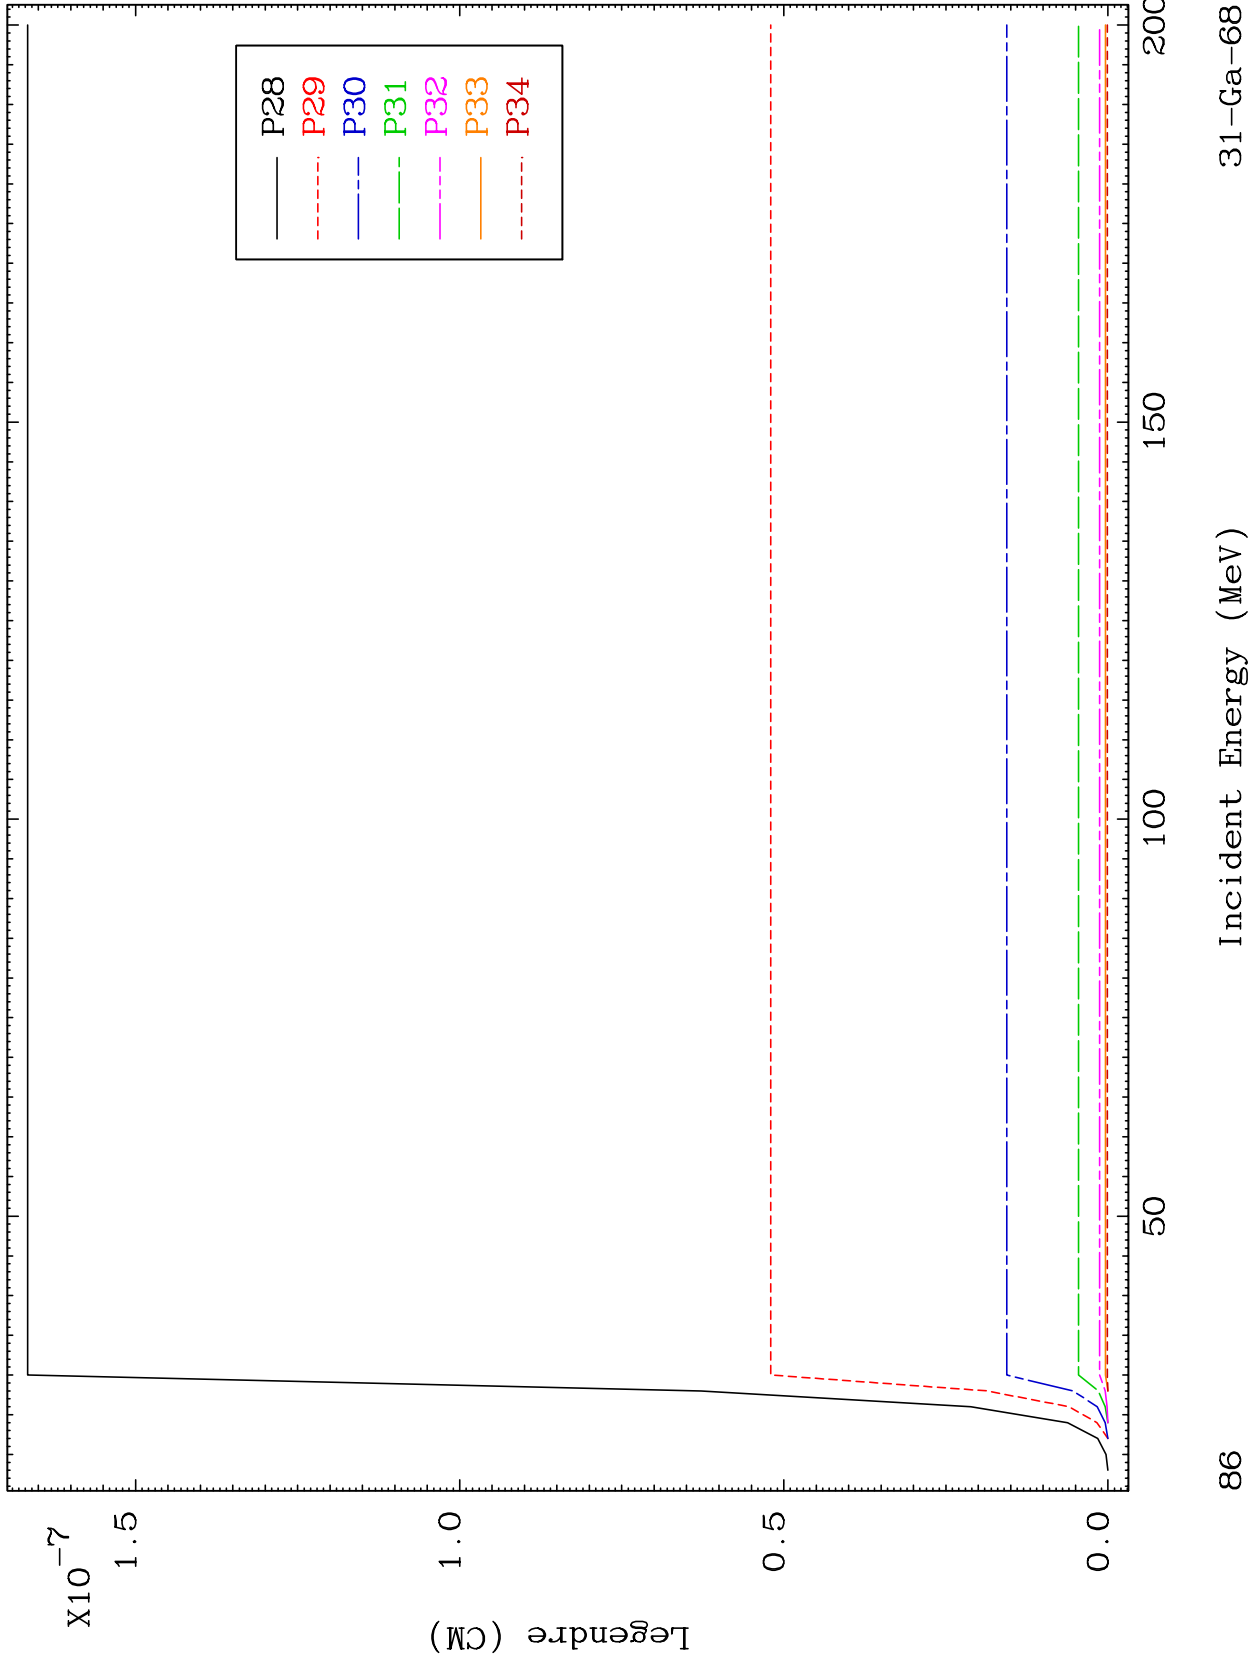 X10-7
1.5
1.0
0.5
0.0
Legendre (CM)
P28
P29
P30
P31
P32
P33
P34
50
100
150
200
Incident Energy (MeV)
86
31-Ga-68